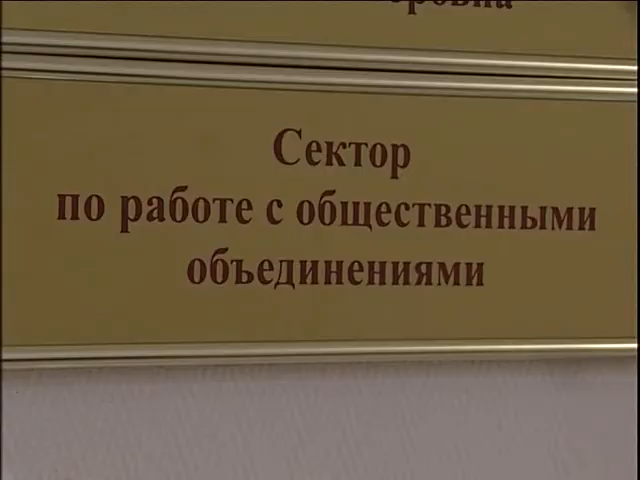 Сектор
по работе с общественными
объединениями